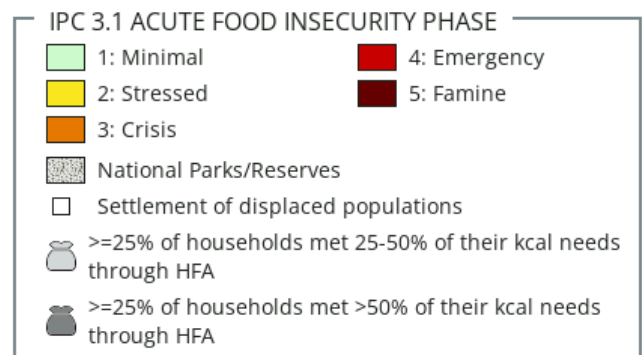 IPC 3.1 ACUTE FOOD INSECURITY PHASE
1: Minimal
4: Emergency
2: Stressed
5: Famine
3: Crisis
National Parks/Reserves
Settlement of displaced populations
>=25% of households met 25-50% of their kcal needs
through HFA
>=25% of households met >50% of their kcal needs
through HFA